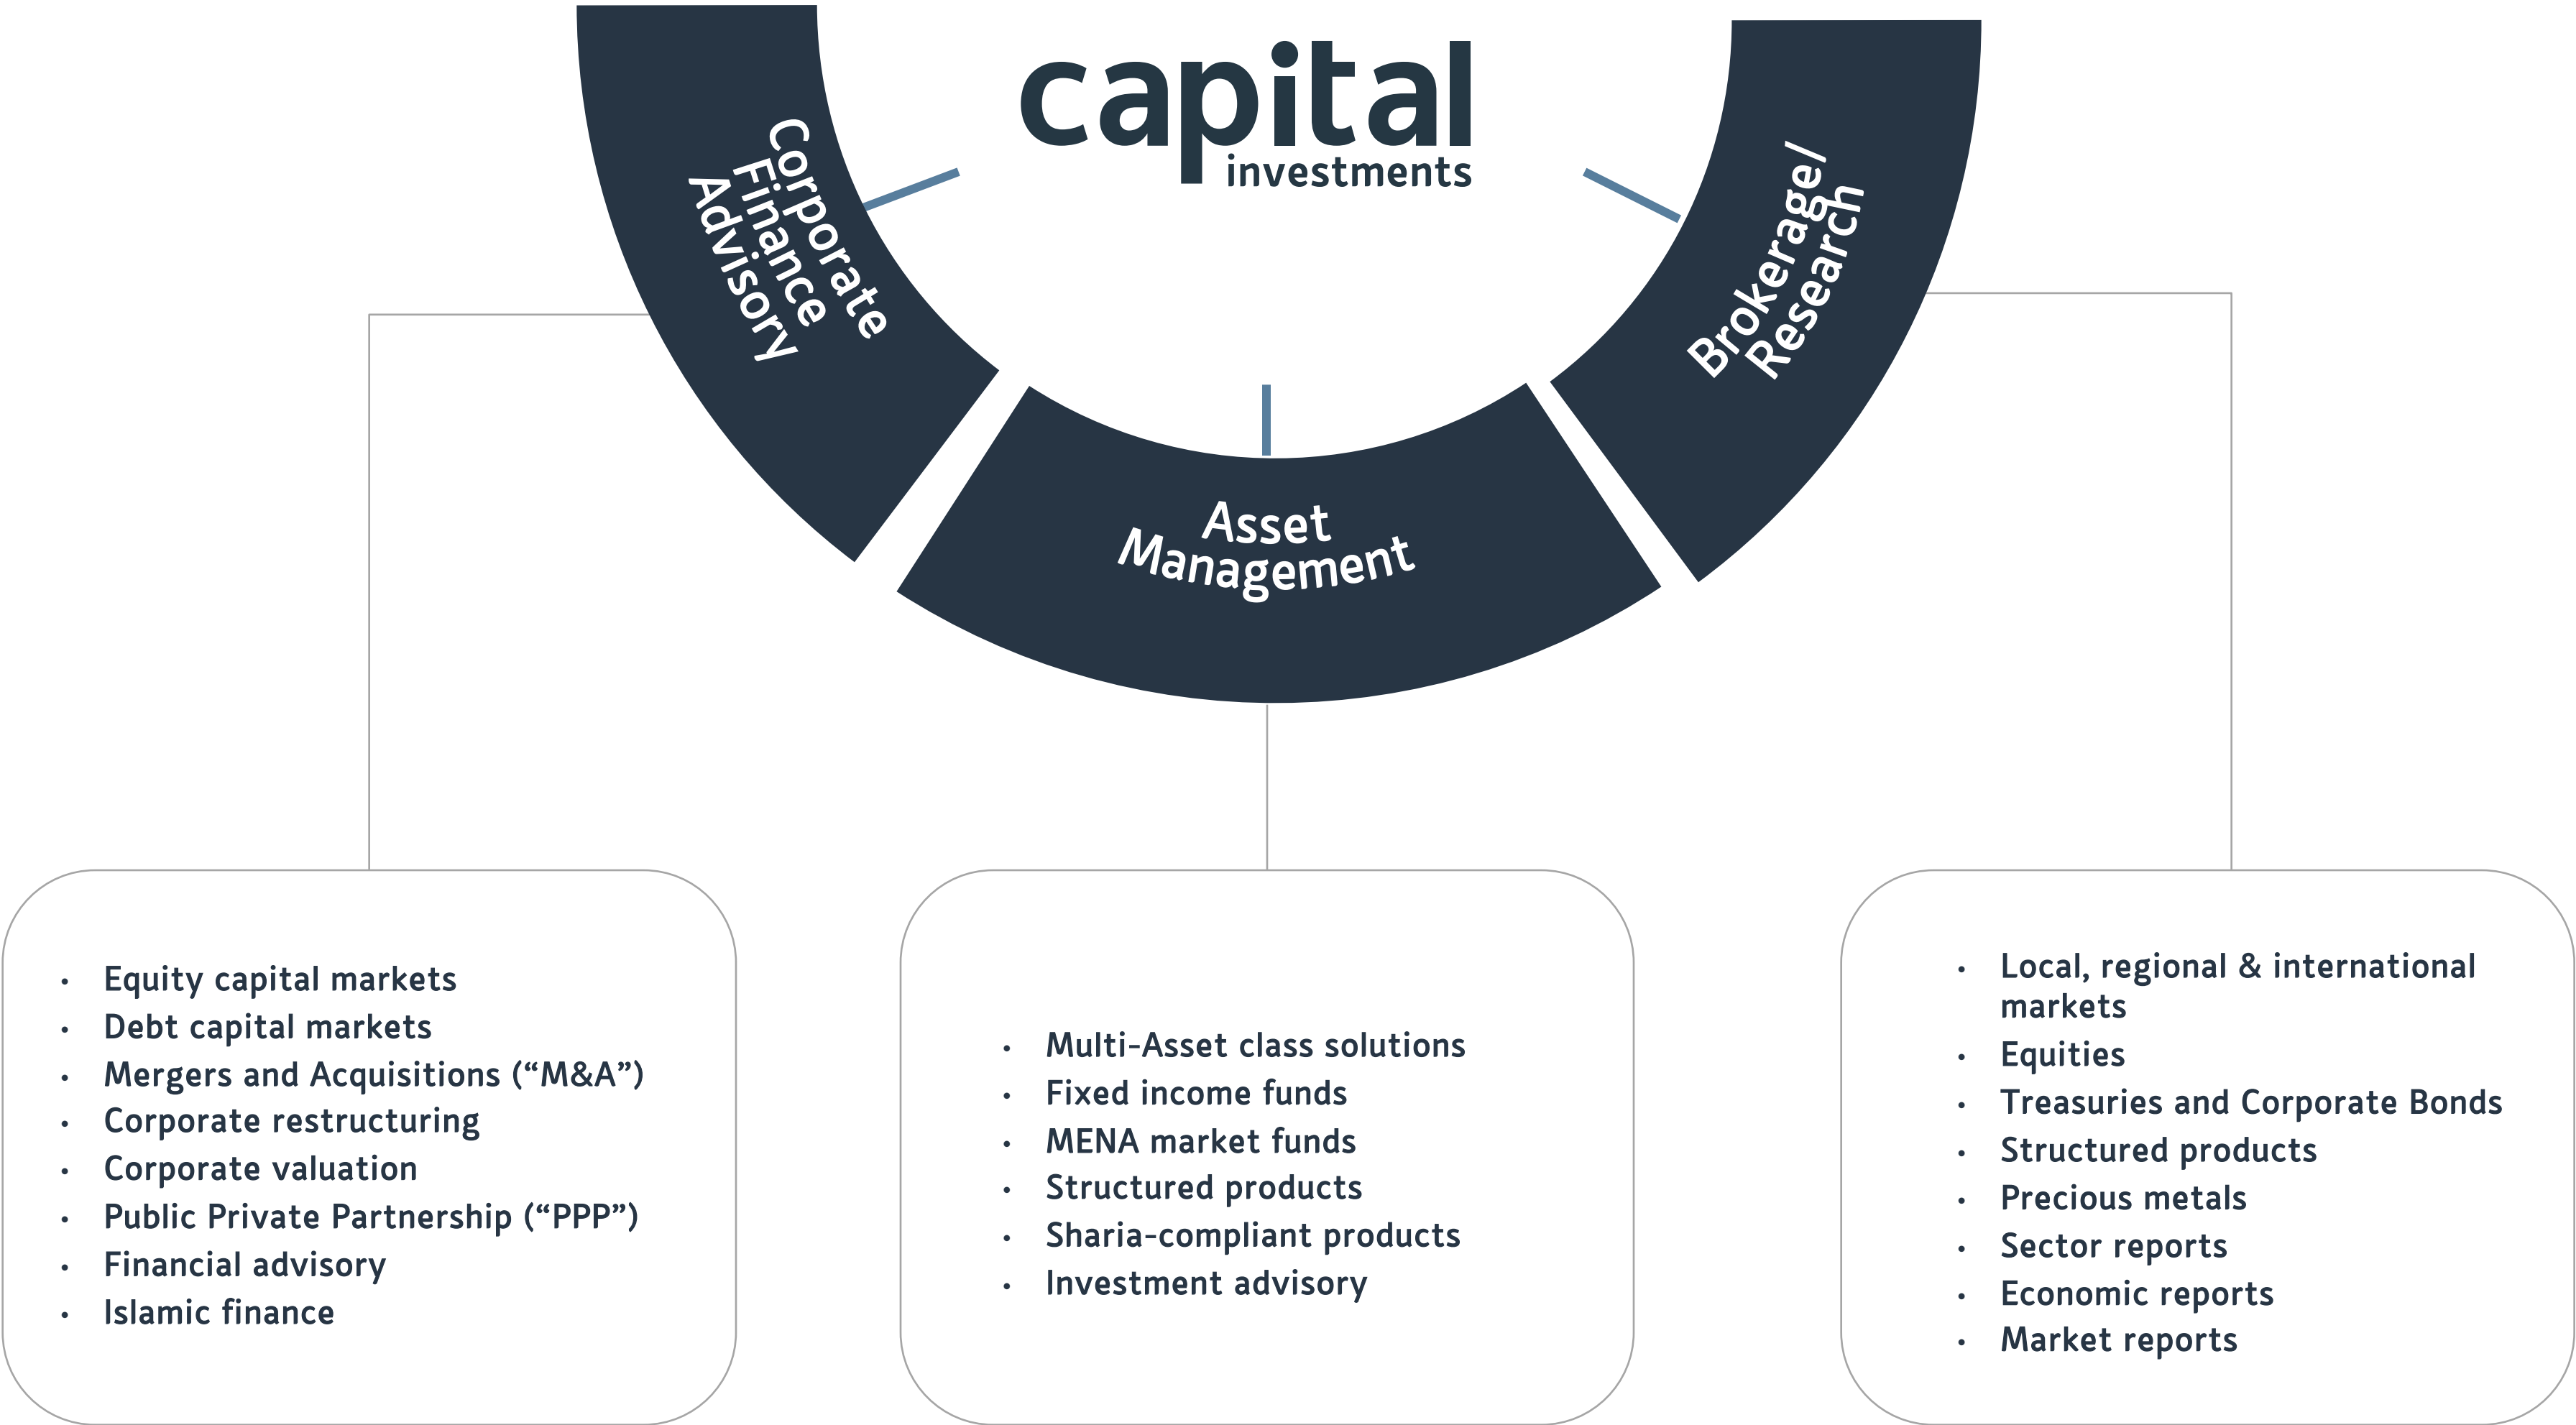 capital
investments
Corporate
Finance
Advisory
Asset
Management
Brokerage/
Research
• Equity capital markets
• Debt capital markets
• Mergers and Acquisitions (“M&A”)
• Corporate restructuring
• Corporate valuation
• Public Private Partnership (“PPP”)
• Financial advisory
• Islamic finance
• Multi-Asset class solutions
• Fixed income funds
• MENA market funds
• Structured products
• Sharia-compliant products
• Investment advisory
• Local, regional & international
markets
• Equities
• Treasuries and Corporate Bonds
• Structured products
• Precious metals
• Sector reports
• Economic reports
• Market reports